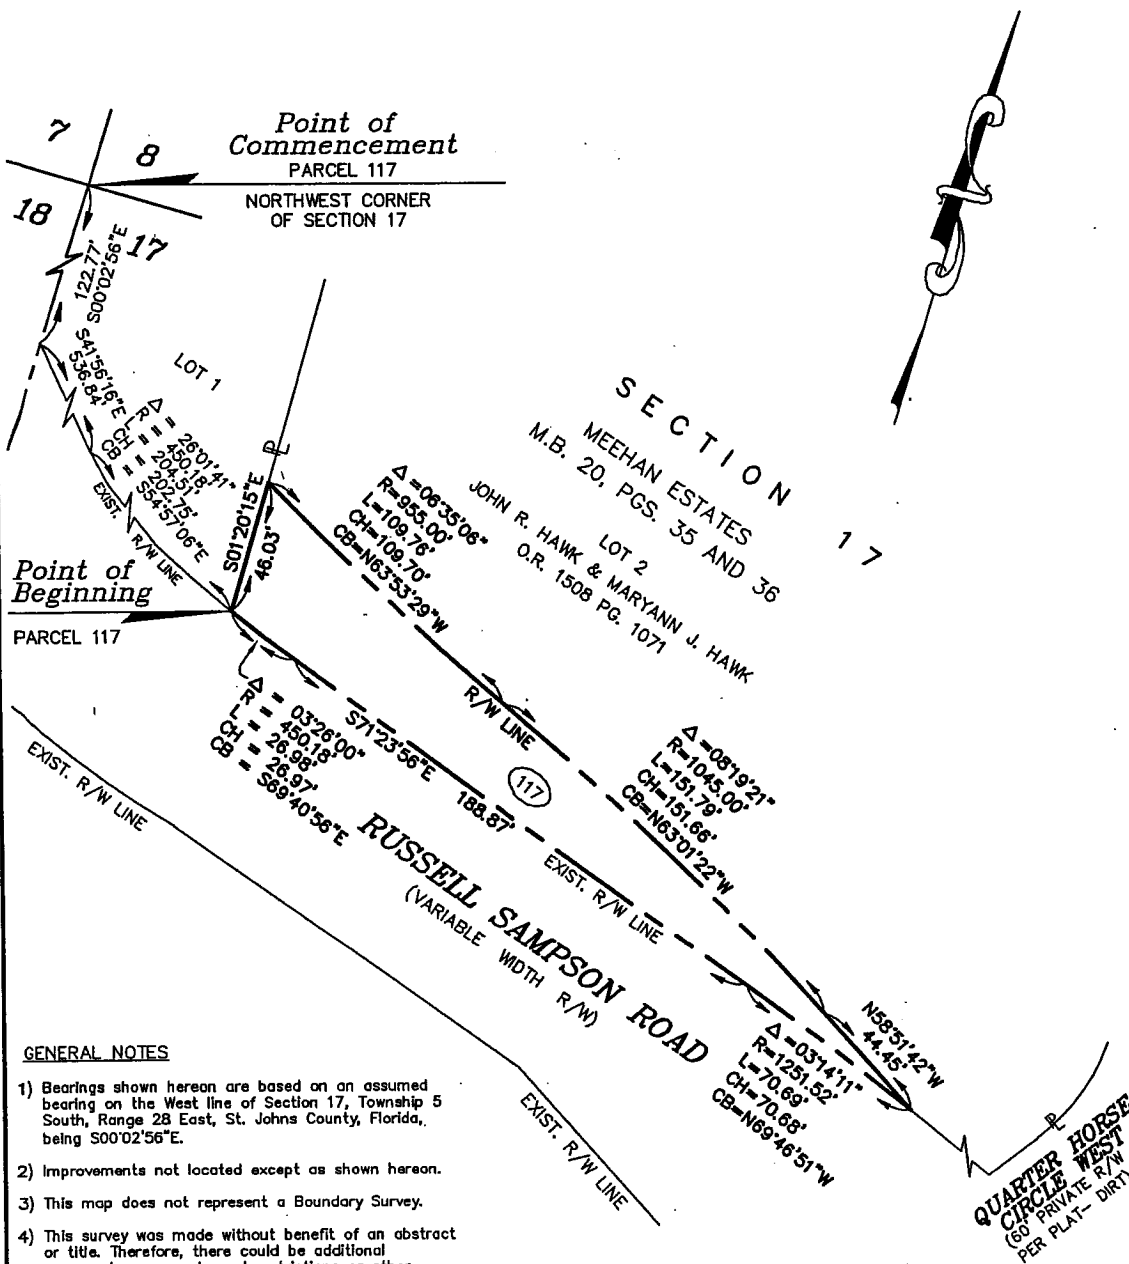 7
8
18
17
Point of
Commencement
PARCEL 117
NORTHWEST CORNER
OF SECTION 17
122.77'
S00°02'56"E
S41°56'16"E
536.84'
LOT 1
Δ = 26°01'41"
R = 450.18'
L = 204.51'
CH = 202.75'
CB = S54°57'06"E
EXIST. R/W LINE
Point of
Beginning
PARCEL 117
S01°20'15"E
46.03'
PL
Δ=06°35'06"
R=955.00'
L=109.76'
CH=109.70'
CB=N63°53'29"W
SECTION 17
MEEHAN ESTATES
M.B. 20, PGS. 35 AND 36
LOT 2
JOHN R. HAWK & MARYANN J. HAWK
O.R. 1508 PG. 1071
R/W LINE
Δ = 03°26'00"
R = 450.18'
L = 26.98'
CH = 26.97'
CB = S69°40'56"E
S71°23'56"E
188.87'
117
Δ=08°19'21"
R=1045.00'
L=151.79'
CH=151.66'
CB=N63°01'22"W
EXIST. R/W LINE
EXIST. R/W LINE
RUSSELL SAMPSON ROAD
(VARIABLE WIDTH R/W)
N58°51'42"W
44.45'
Δ=03°14'11"
R=1251.52'
L=70.69'
CH=70.68'
CB=N69°46'51"W
EXIST. R/W LINE
PL
QUARTER HORSE
CIRCLE WEST
(60' PRIVATE R/W
PER PLAT- DIRT)
GENERAL NOTES
1) Bearings shown hereon are based on an assumed
bearing on the West line of Section 17, Township 5
South, Range 28 East, St. Johns County, Florida,
being S00°02'56"E.
2) Improvements not located except as shown hereon.
3) This map does not represent a Boundary Survey.
4) This survey was made without benefit of an abstract
or title. Therefore, there could be additional